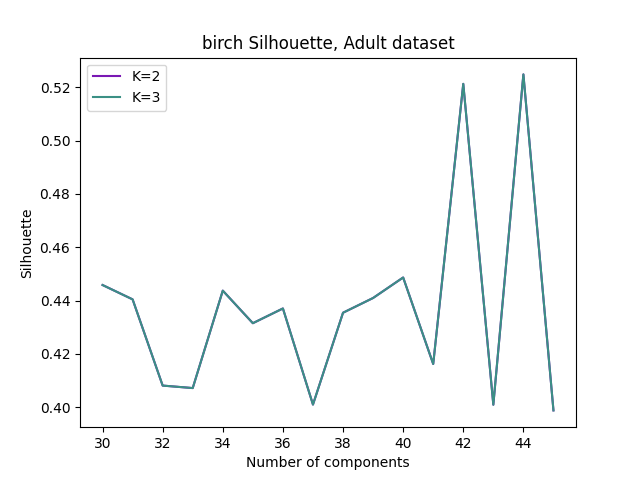 birch Silhouette, Adult dataset
K=2
K=3
0.52
0.50
0.48
0.46
0.44
0.42
0.40
Silhouette
30 32 34 36 38 40 42 44
Number of components